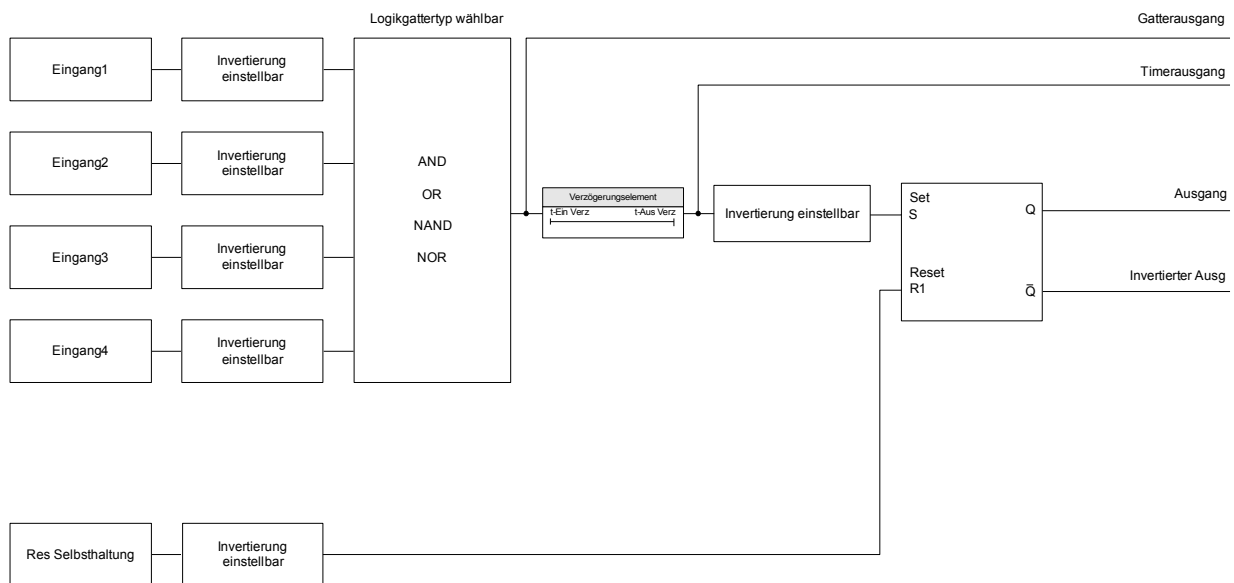 Logikgattertyp wählbar
Gatterausgang
Eingang1
Invertierung
einstellbar
Timerausgang
Eingang2
Invertierung
einstellbar
AND
OR
NAND
NOR
Verzögerungselement
t-Ein Verz
t-Aus Verz
Invertierung einstellbar
Set
S
Q
Ausgang
Eingang3
Invertierung
einstellbar
Reset
R1
Q̅
Invertierter Ausg
Eingang4
Invertierung
einstellbar
Res Selbsthaltung
Invertierung
einstellbar